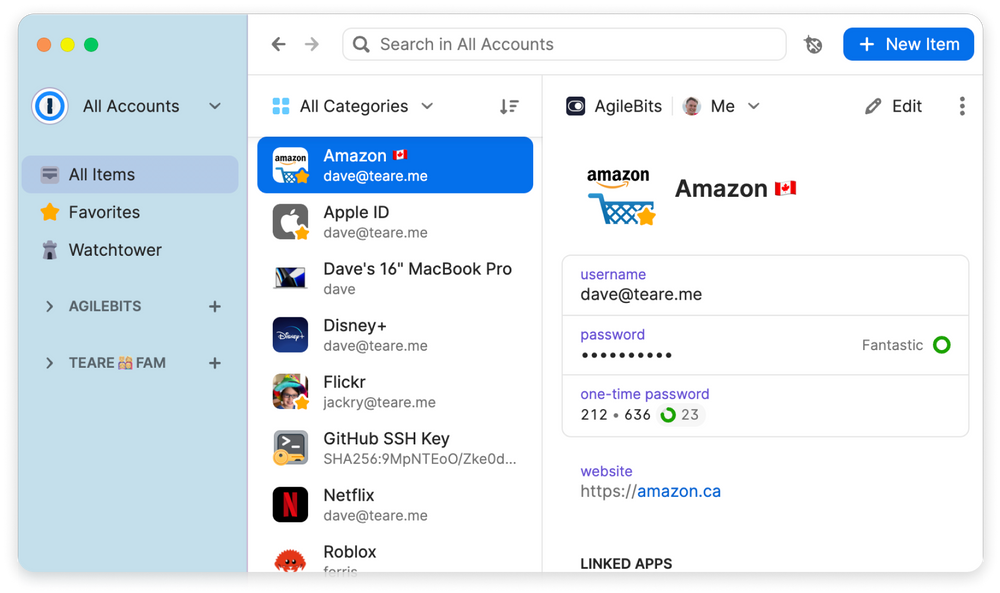 Search in All Accounts
New Item
All Accounts
All Items
Favorites
Watchtower
AGILEBITS
TEARE 👨‍👩‍👧‍👦 FAM
All Categories
amazon
Amazon 🇨🇦
dave@teare.me
Apple ID
dave@teare.me
Dave's 16" MacBook Pro
dave
Disney+
Disney+
dave@teare.me
Flickr
jackry@teare.me
GitHub SSH Key
SHA256:9MpNTEoO/Zke0d...
N
Netflix
dave@teare.me
Roblox
ferris
AgileBits
Me
Edit
amazon
Amazon 🇨🇦
username
dave@teare.me
password
••••••••••
Fantastic
one-time password
212 • 636 23
website
https://amazon.ca
LINKED APPS